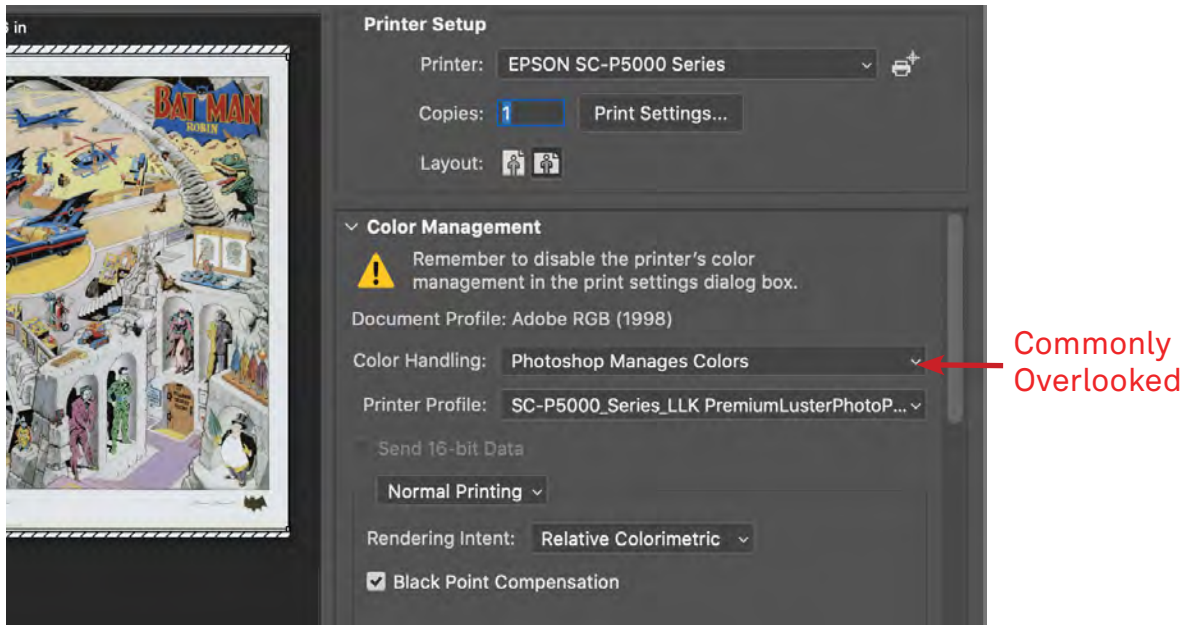 in
BATMAN
ROBIN
Printer Setup
Printer: EPSON SC-P5000 Series
Copies: 1 Print Settings...
Layout:
Color Management
Remember to disable the printer's color
management in the print settings dialog box.
Document Profile: Adobe RGB (1998)
Color Handling: Photoshop Manages Colors
Printer Profile: SC-P5000_Series_LLK PremiumLusterPhotoP...
Send 16-bit Data
Normal Printing
Rendering Intent: Relative Colorimetric
Black Point Compensation
Commonly
Overlooked